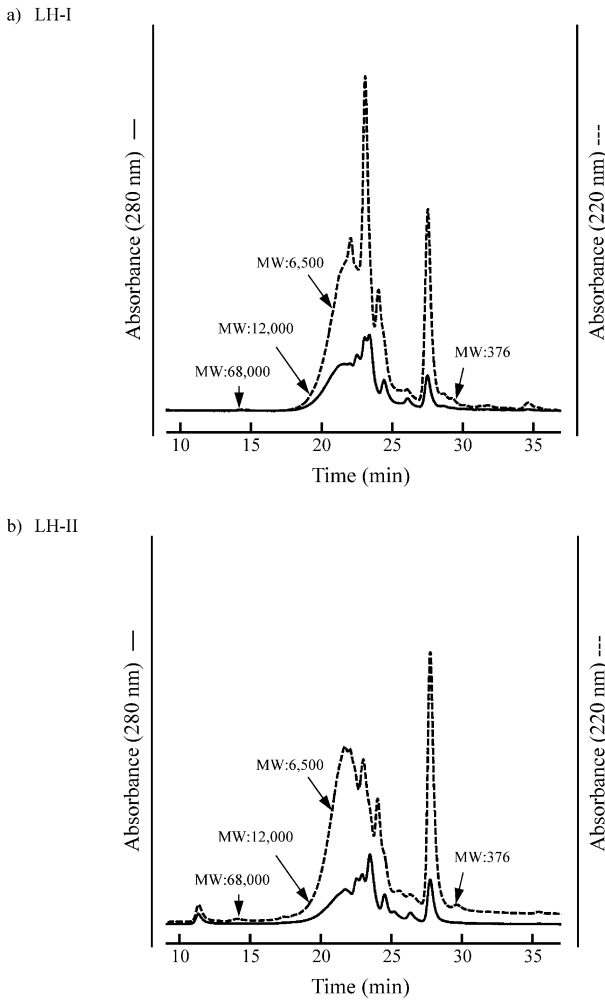 a) LH-I
Absorbance (280 nm) —
Absorbance (220 nm) ---
MW:6,500
MW:12,000
MW:68,000
MW:376
10 15 20 25 30 35
Time (min)
b) LH-II
Absorbance (280 nm) —
Absorbance (220 nm) ---
MW:6,500
MW:12,000
MW:68,000
MW:376
10 15 20 25 30 35
Time (min)